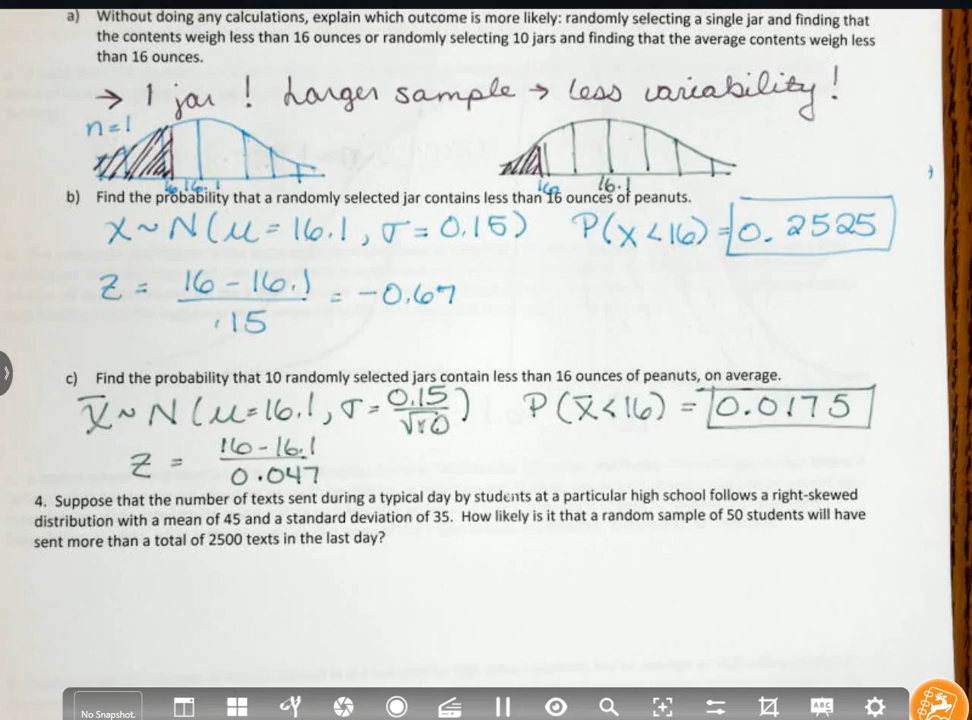 a) Without doing any calculations, explain which outcome is more likely: randomly selecting a single jar and finding that
the contents weigh less than 16 ounces or randomly selecting 10 jars and finding that the average contents weigh less
than 16 ounces.
→ 1 jar ! Larger sample → less variability !
n=1
16 16.1 16 16.1
b) Find the probability that a randomly selected jar contains less than 16 ounces of peanuts.
X ~ N(μ = 16.1, σ = 0.15) P(X < 16) = 0.2525
Z = 16 - 16.1 = -0.67
.15
c) Find the probability that 10 randomly selected jars contain less than 16 ounces of peanuts, on average.
X̄ ~ N(μ = 16.1, σ = 0.15/√10) P(X̄ < 16) = 0.0175
Z = 16 - 16.1
0.047
4. Suppose that the number of texts sent during a typical day by students at a particular high school follows a right-skewed
distribution with a mean of 45 and a standard deviation of 35. How likely is it that a random sample of 50 students will have
sent more than a total of 2500 texts in the last day?
No Snapshot.
ABC